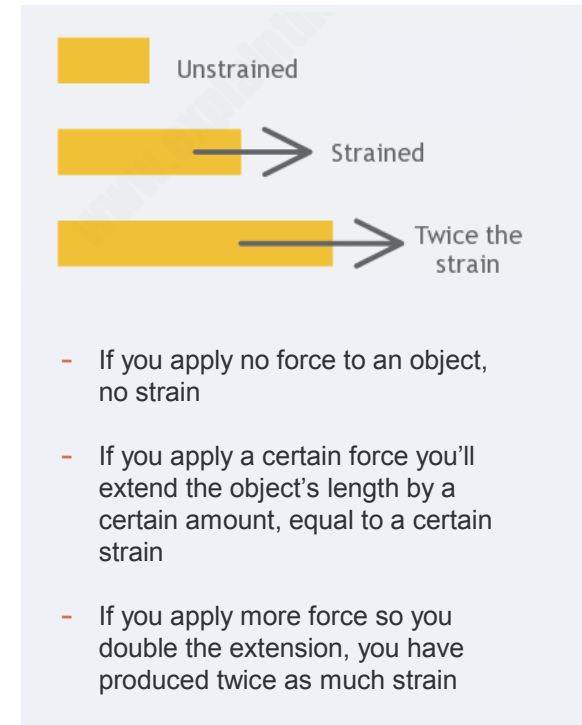 Unstrained
Strained
Twice the
strain
- If you apply no force to an object,
no strain
- If you apply a certain force you'll
extend the object's length by a
certain amount, equal to a certain
strain
- If you apply more force so you
double the extension, you have
produced twice as much strain